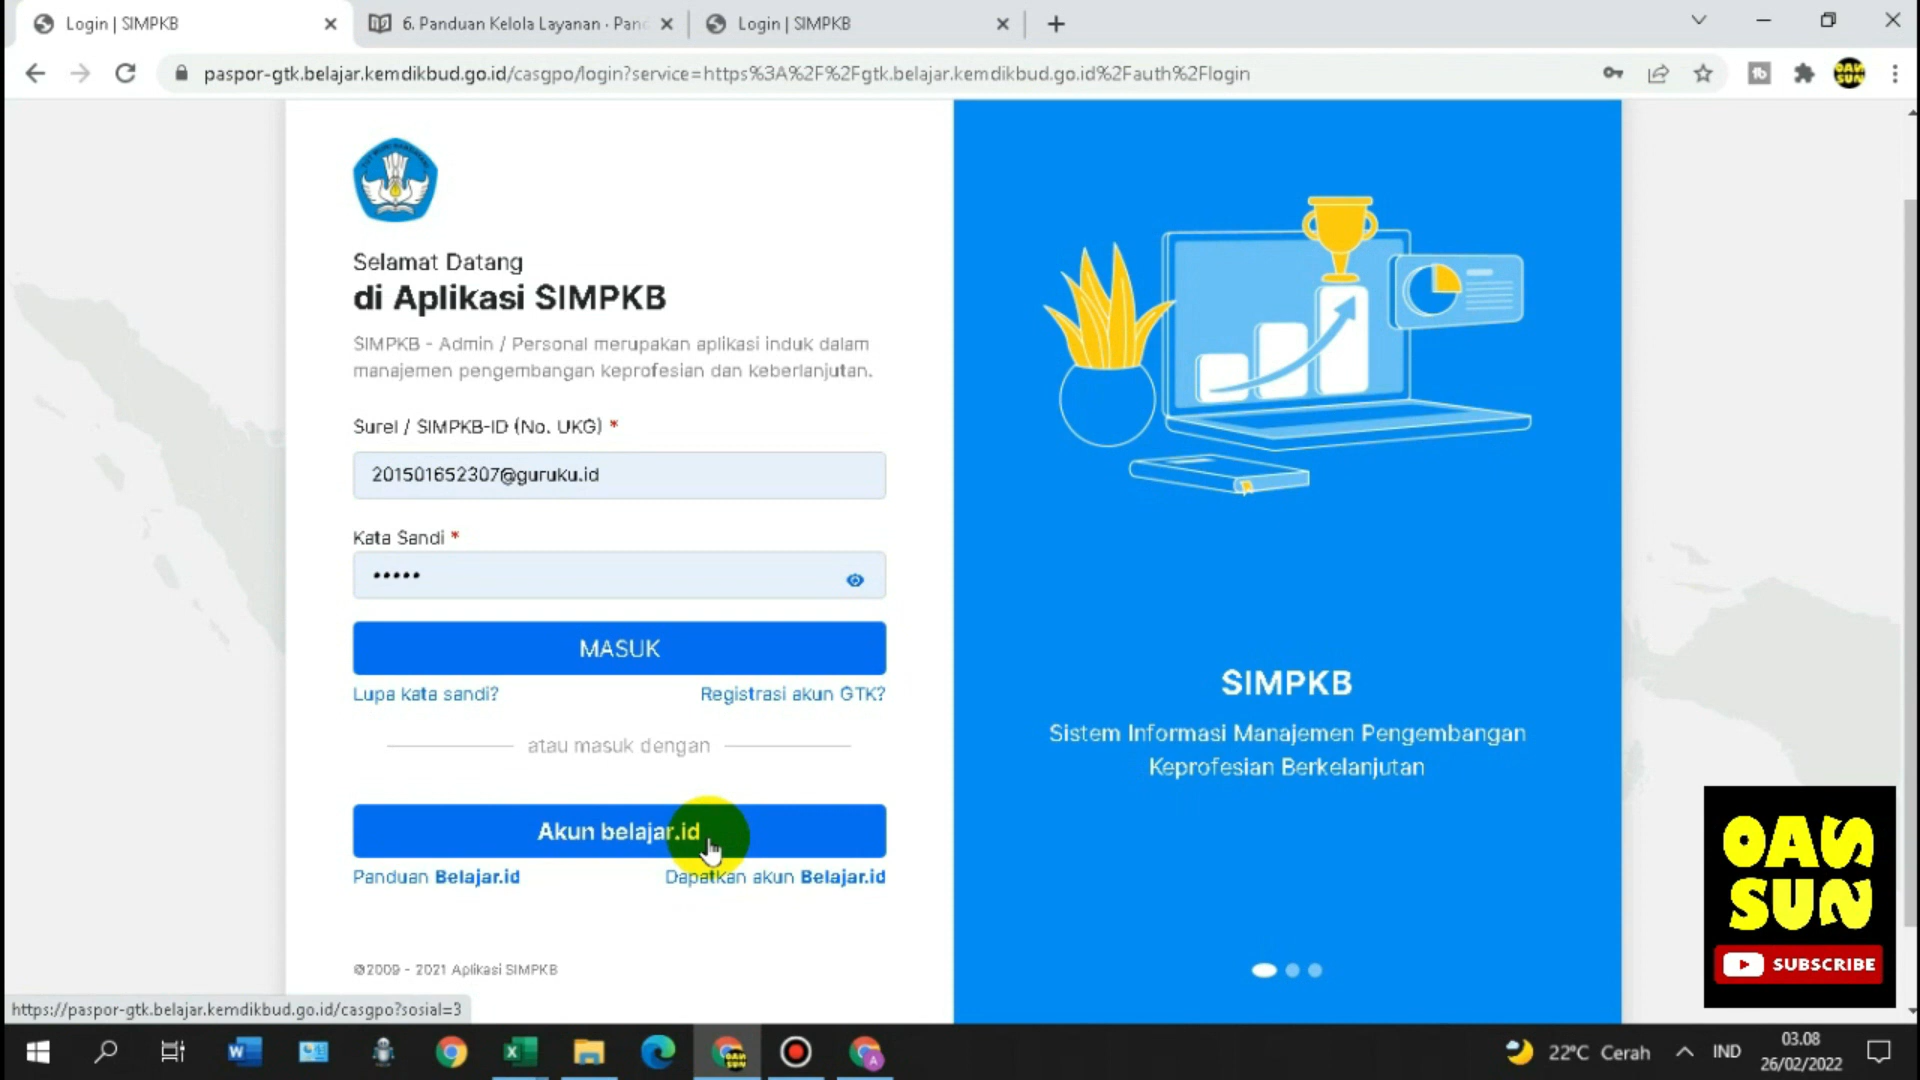 Login | SIMPKB
6. Panduan Kelola Layanan · Pan
Login | SIMPKB
paspor-gtk.belajar.kemdikbud.go.id/casgpo/login?service=https%3A%2F%2Fgtk.belajar.kemdikbud.go.id%2Fauth%2Flogin
Selamat Datang
di Aplikasi SIMPKB
SIMPKB - Admin / Personal merupakan aplikasi induk dalam
manajemen pengembangan keprofesian dan keberlanjutan.
Surel / SIMPKB-ID (No. UKG) *
201501652307@guruku.id
Kata Sandi *
•••••
MASUK
Lupa kata sandi?
Registrasi akun GTK?
atau masuk dengan
Akun belajar.id
Panduan Belajar.id
Dapatkan akun Belajar.id
©2009 - 2021 Aplikasi SIMPKB
SIMPKB
Sistem Informasi Manajemen Pengembangan
Keprofesian Berkelanjutan
OAS
SUN
SUBSCRIBE
https://paspor-gtk.belajar.kemdikbud.go.id/casgpo?sosial=3
22°C Cerah
IND
03.08
26/02/2022